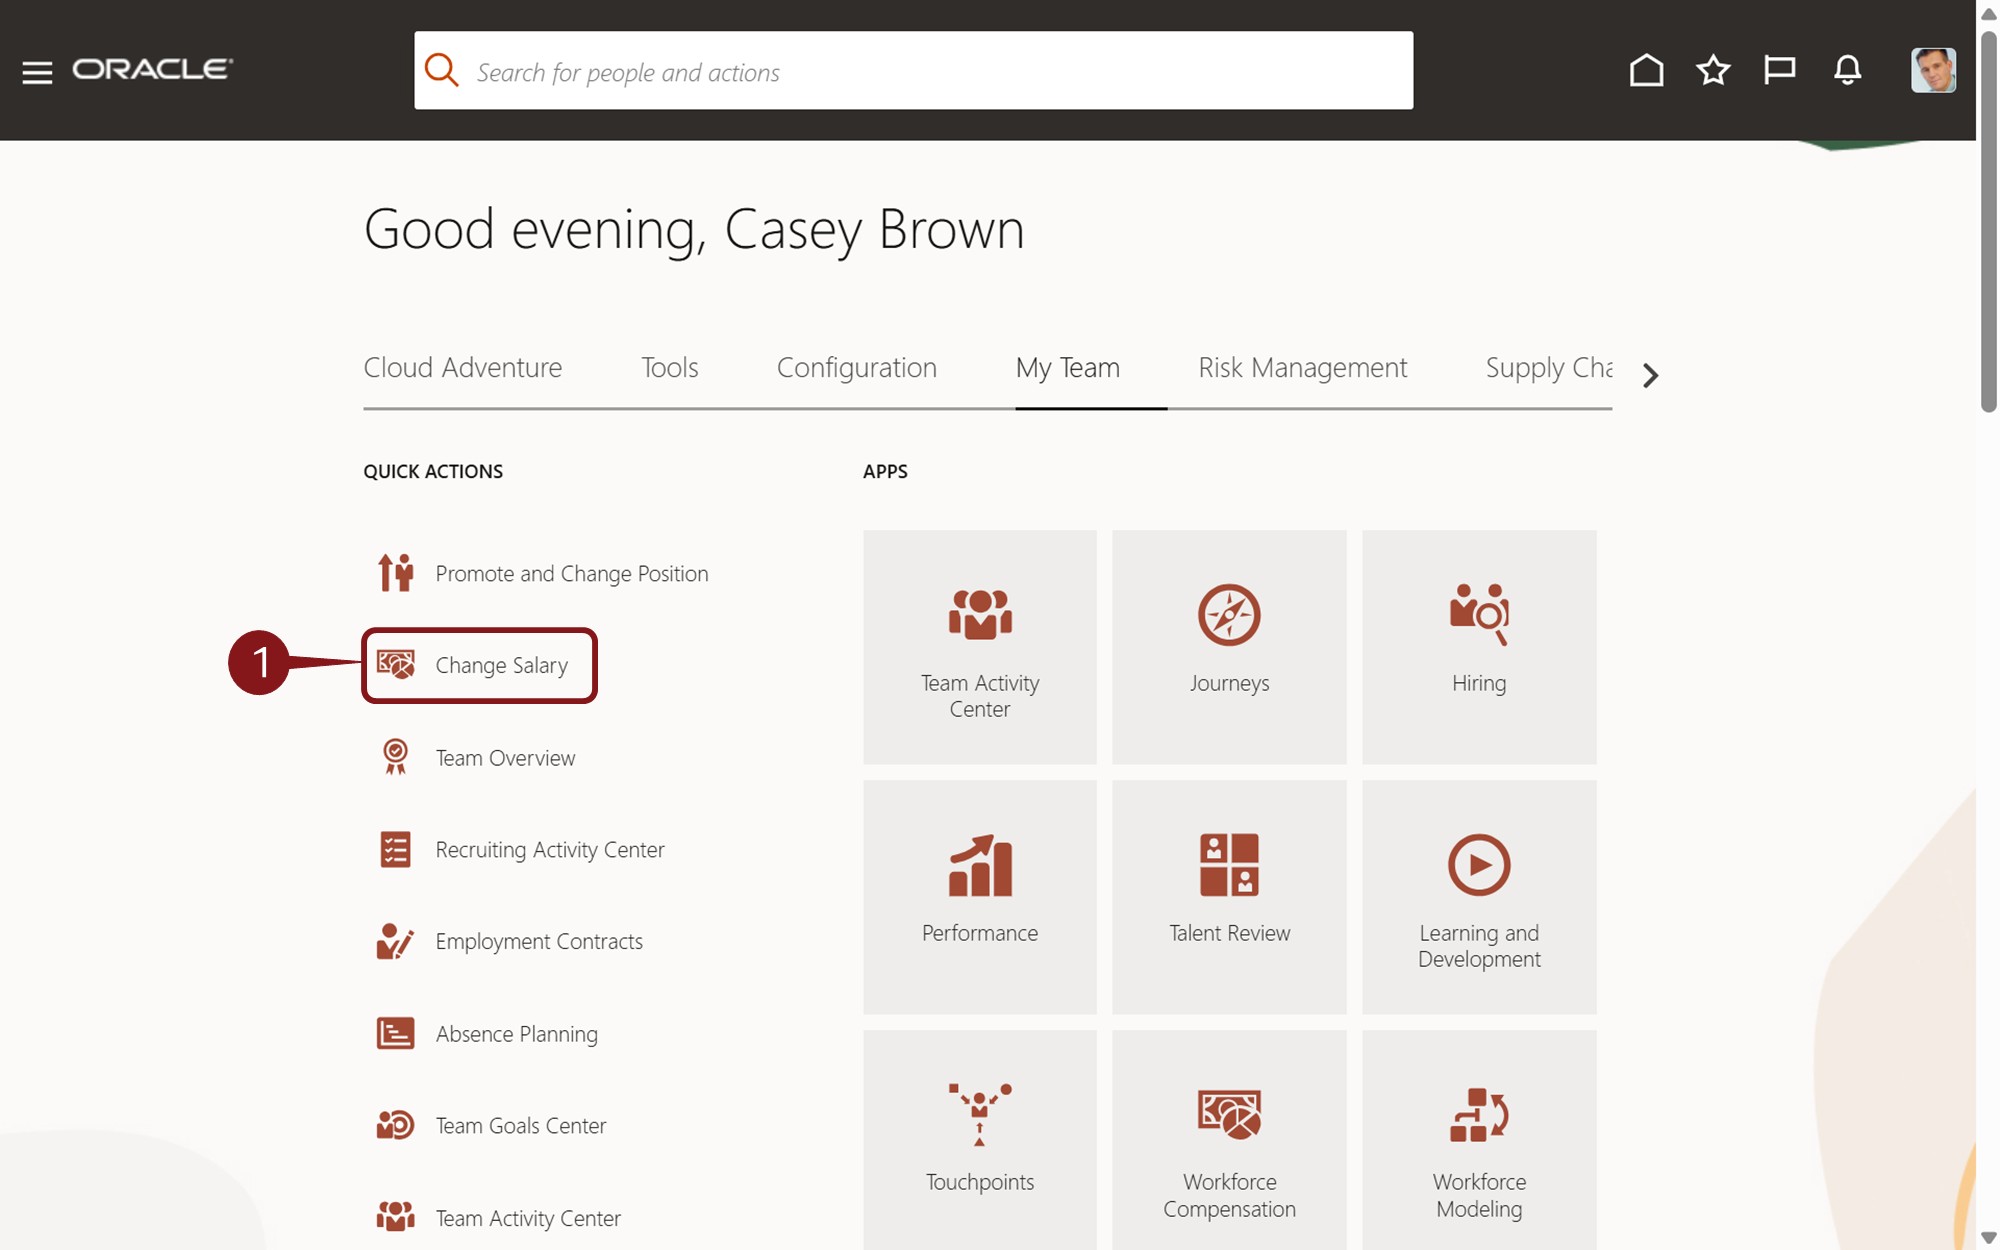 ORACLE
Search for people and actions
Good evening, Casey Brown
Cloud Adventure
Tools
Configuration
My Team
Risk Management
Supply Cha
QUICK ACTIONS
Promote and Change Position
1
Change Salary
Team Overview
Recruiting Activity Center
Employment Contracts
Absence Planning
Team Goals Center
Team Activity Center
APPS
Team Activity
Center
Journeys
Hiring
Performance
Talent Review
Learning and
Development
Touchpoints
Workforce
Compensation
Workforce
Modeling